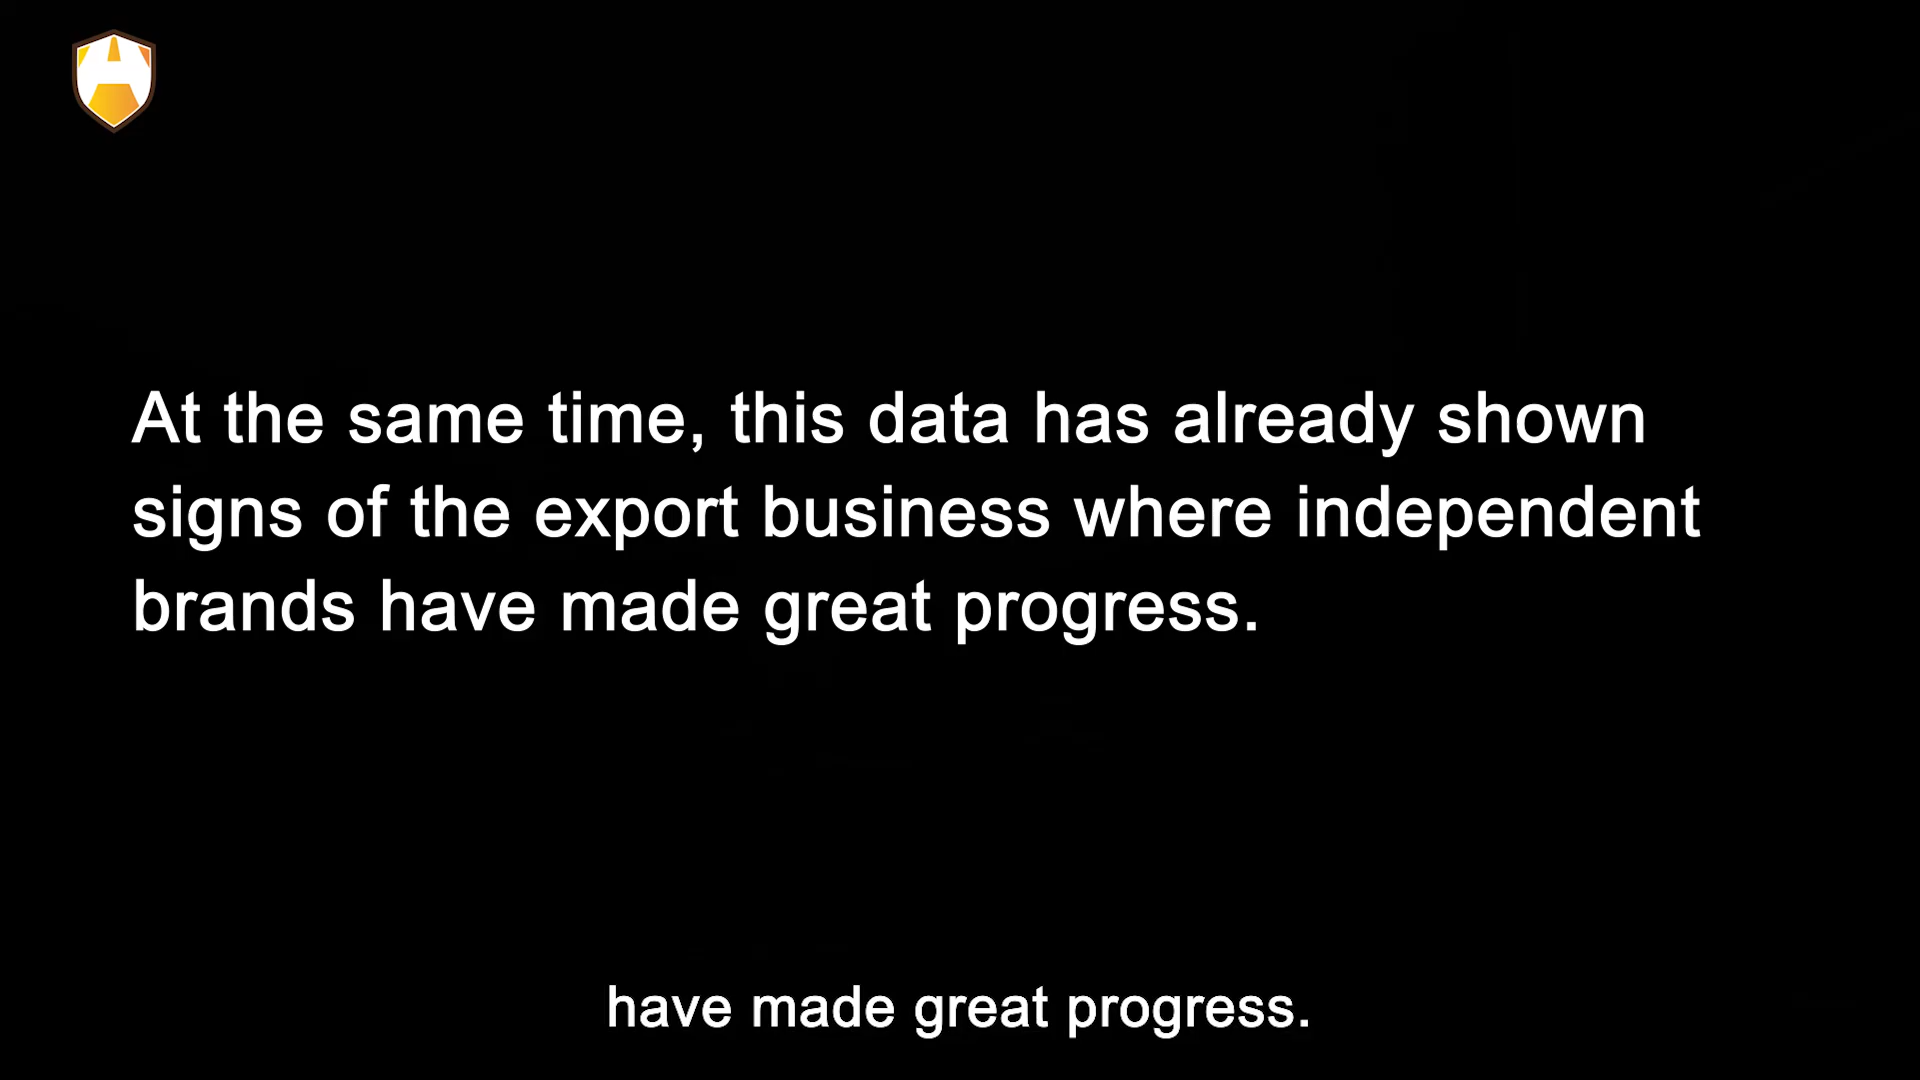 At the same time, this data has already shown
signs of the export business where independent
brands have made great progress.
have made great progress.